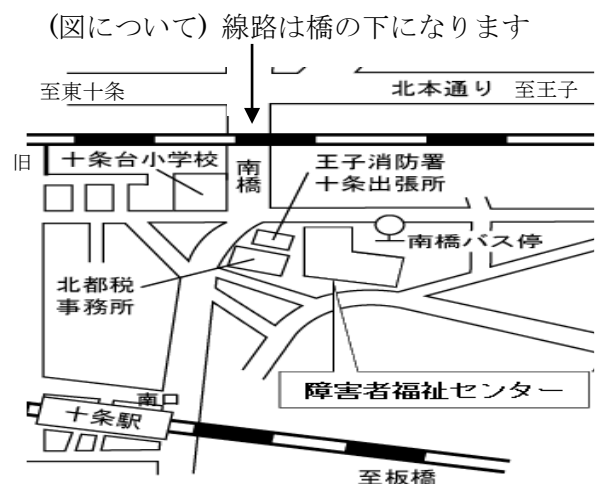 (図について) 線路は橋の下になります
至東十条
北本通り 至王子
旧
十条台小学校
南橋
王子消防署
十条出張所
南橋バス停
北都税
事務所
障害者福祉センター
南
十条駅
至板橋